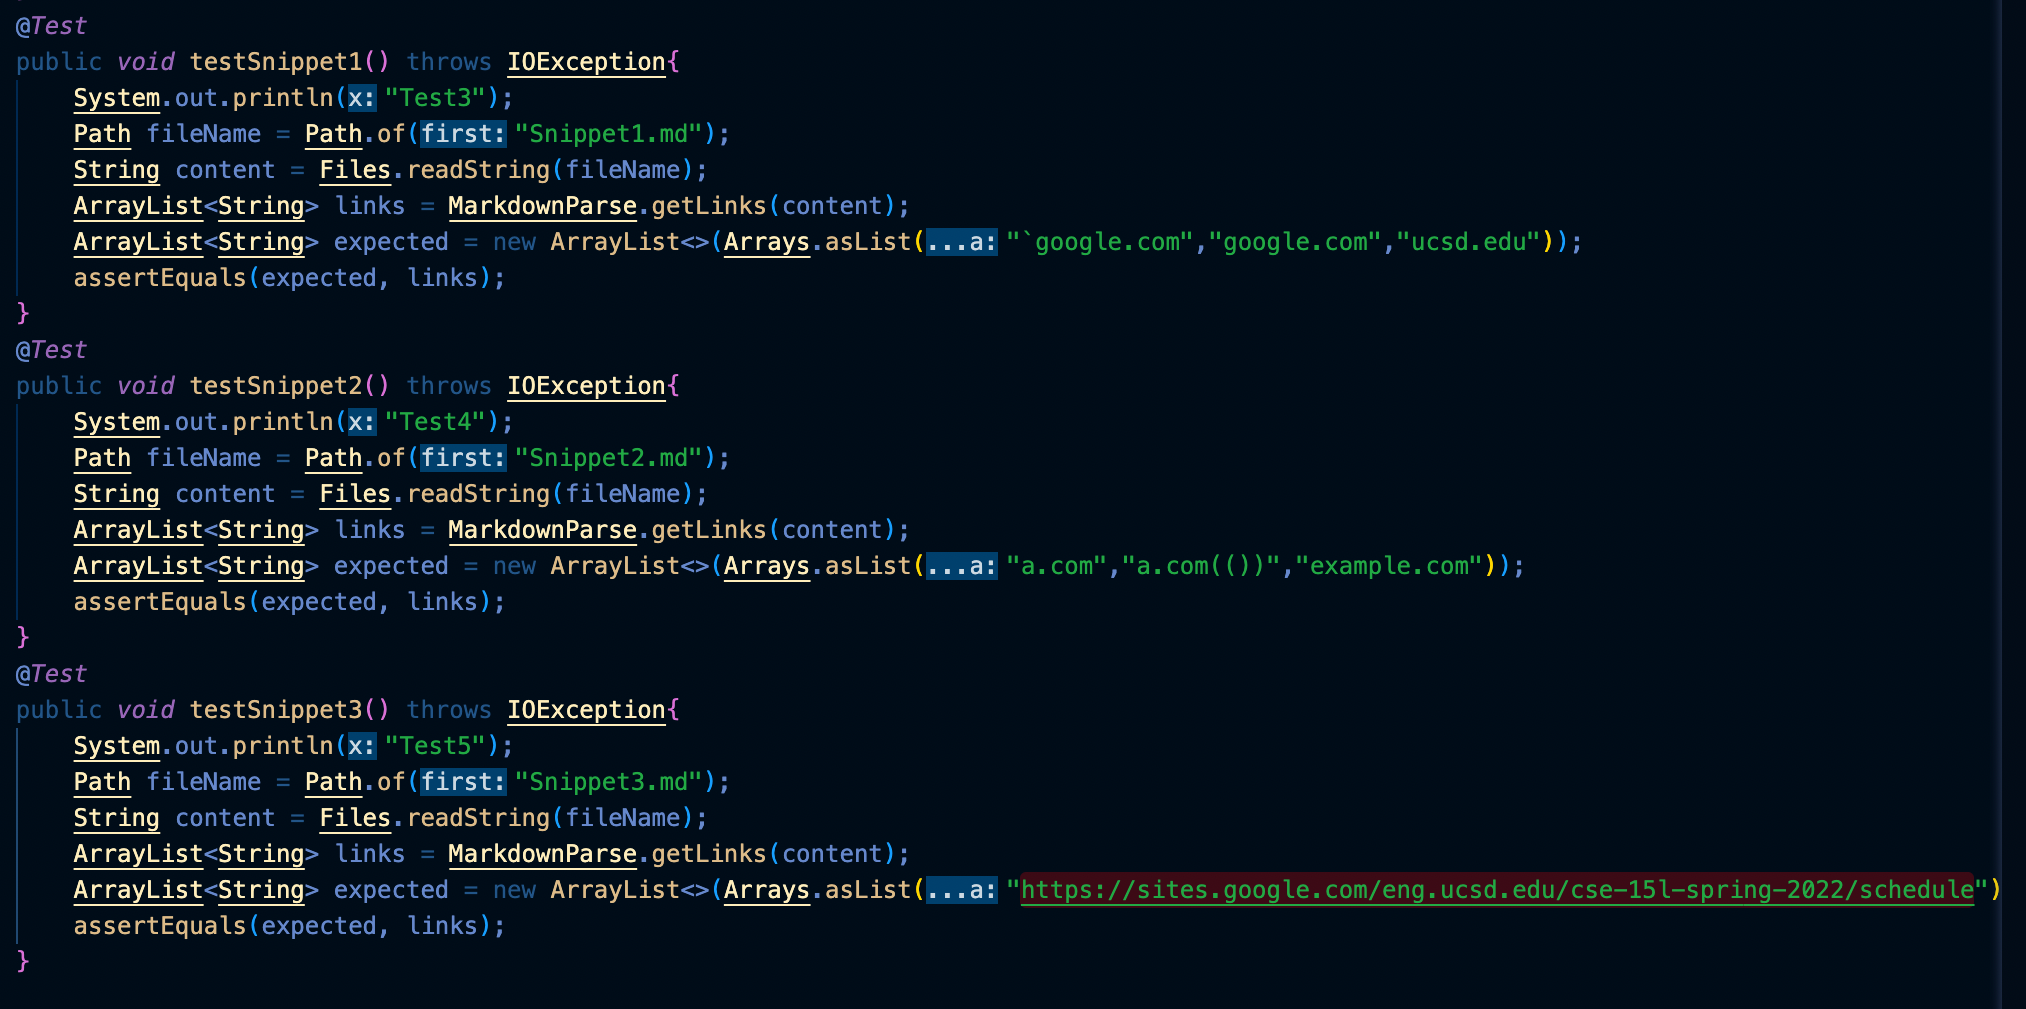 @Test
public void testSnippet1() throws IOException{
    System.out.println(x: "Test3");
    Path fileName = Path.of(first: "Snippet1.md");
    String content = Files.readString(fileName);
    ArrayList<String> links = MarkdownParse.getLinks(content);
    ArrayList<String> expected = new ArrayList<>(Arrays.asList(...a: "`google.com","google.com","ucsd.edu"));
    assertEquals(expected, links);
}
@Test
public void testSnippet2() throws IOException{
    System.out.println(x: "Test4");
    Path fileName = Path.of(first: "Snippet2.md");
    String content = Files.readString(fileName);
    ArrayList<String> links = MarkdownParse.getLinks(content);
    ArrayList<String> expected = new ArrayList<>(Arrays.asList(...a: "a.com","a.com(())","example.com"));
    assertEquals(expected, links);
}
@Test
public void testSnippet3() throws IOException{
    System.out.println(x: "Test5");
    Path fileName = Path.of(first: "Snippet3.md");
    String content = Files.readString(fileName);
    ArrayList<String> links = MarkdownParse.getLinks(content);
    ArrayList<String> expected = new ArrayList<>(Arrays.asList(...a: "https://sites.google.com/eng.ucsd.edu/cse-15l-spring-2022/schedule")
    assertEquals(expected, links);
}